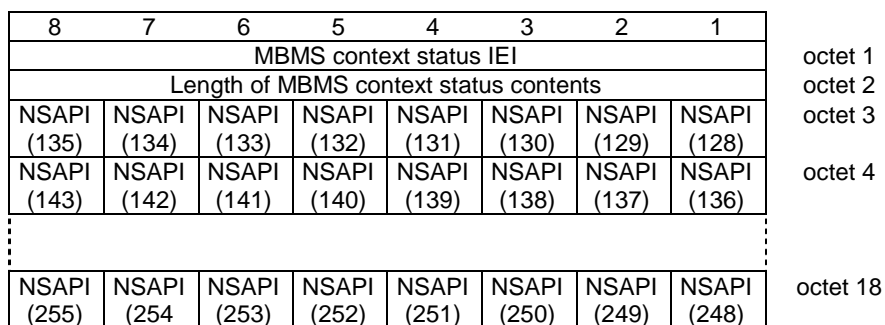 8 7 6 5 4 3 2 1
MBMS context status IEI octet 1
Length of MBMS context status contents octet 2
NSAPI NSAPI NSAPI NSAPI NSAPI NSAPI NSAPI NSAPI octet 3
(135) (134) (133) (132) (131) (130) (129) (128)
NSAPI NSAPI NSAPI NSAPI NSAPI NSAPI NSAPI NSAPI octet 4
(143) (142) (141) (140) (139) (138) (137) (136)
NSAPI NSAPI NSAPI NSAPI NSAPI NSAPI NSAPI NSAPI octet 18
(255) (254 (253) (252) (251) (250) (249) (248)